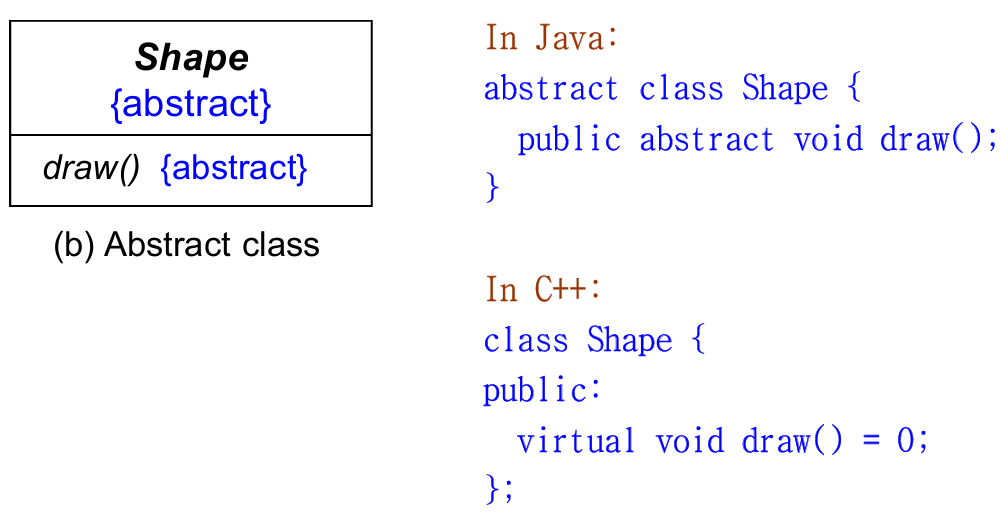 Shape
{abstract}
draw() {abstract}
(b) Abstract class
In Java:
abstract class Shape {
  public abstract void draw();
}
In C++:
class Shape {
public:
  virtual void draw() = 0;
};